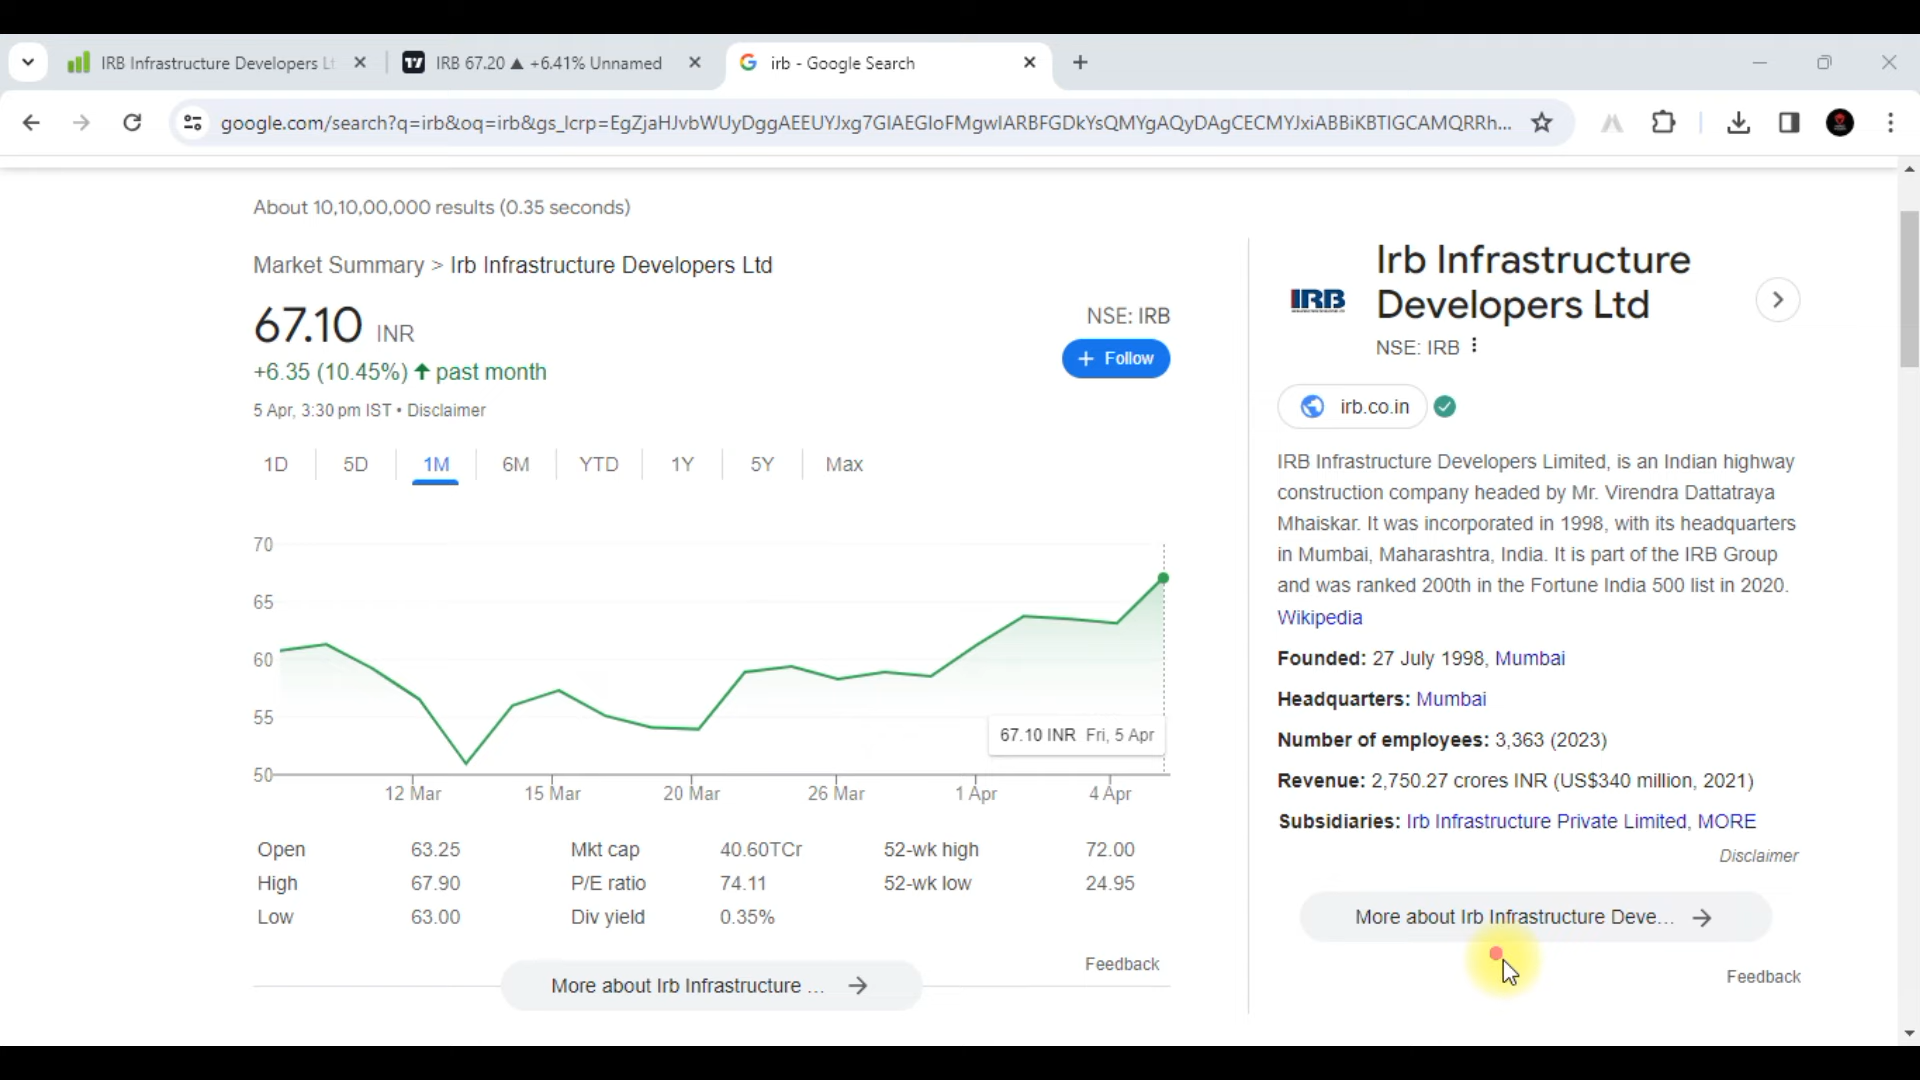 IRB Infrastructure Developers Lt
IRB 67.20 ▲ +6.41% Unnamed
irb - Google Search
google.com/search?q=irb&oq=irb&gs_lcrp=EgZjaHJvbWUyDggAEEUYJxg7GIAEGIoFMgwIARBFGDkYsQMYgAQyDAgCECMYJxiABBiKBTIGCAMQRRh...
About 10,10,00,000 results (0.35 seconds)
Market Summary > Irb Infrastructure Developers Ltd
67.10 INR
+6.35 (10.45%) ↑ past month
5 Apr, 3:30 pm IST • Disclaimer
NSE: IRB
+ Follow
1D 5D 1M 6M YTD 1Y 5Y Max
70
65
60
55
50
67.10 INR Fri, 5 Apr
12 Mar 15 Mar 20 Mar 26 Mar 1 Apr 4 Apr
Open 63.25 Mkt cap 40.60TCr 52-wk high 72.00
High 67.90 P/E ratio 74.11 52-wk low 24.95
Low 63.00 Div yield 0.35%
Feedback
More about Irb Infrastructure ... →
IRB
Irb Infrastructure
Developers Ltd
NSE: IRB
irb.co.in
IRB Infrastructure Developers Limited, is an Indian highway
construction company headed by Mr. Virendra Dattatraya
Mhaiskar. It was incorporated in 1998, with its headquarters
in Mumbai, Maharashtra, India. It is part of the IRB Group
and was ranked 200th in the Fortune India 500 list in 2020.
Wikipedia
Founded: 27 July 1998, Mumbai
Headquarters: Mumbai
Number of employees: 3,363 (2023)
Revenue: 2,750.27 crores INR (US$340 million, 2021)
Subsidiaries: Irb Infrastructure Private Limited, MORE
Disclaimer
More about Irb Infrastructure Deve... →
Feedback